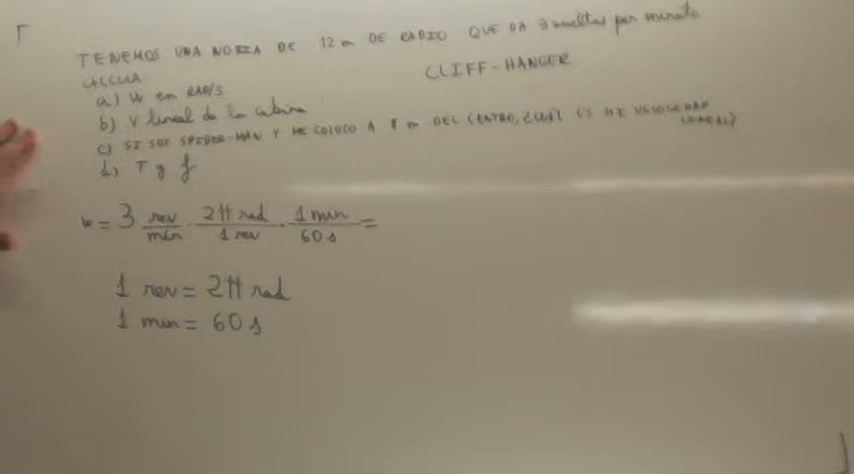 TENEMOS UNA NORIA DE 12 m DE RADIO QUE DA 3 vueltas por minuto
CALCULA
CLIFF-HANGER
a) W en RAD/S
b) V lineal de la cabina
c) SI SOY SPIDER-MAN Y ME COLOCO A 8 m DEL CENTRO, ¿CUÁL ES MI VELOCIDAD LINEAL?
d) T y f
w = 3 rev/min · 2π rad/1 rev · 1 min/60 s =
1 rev = 2π rad
1 min = 60 s